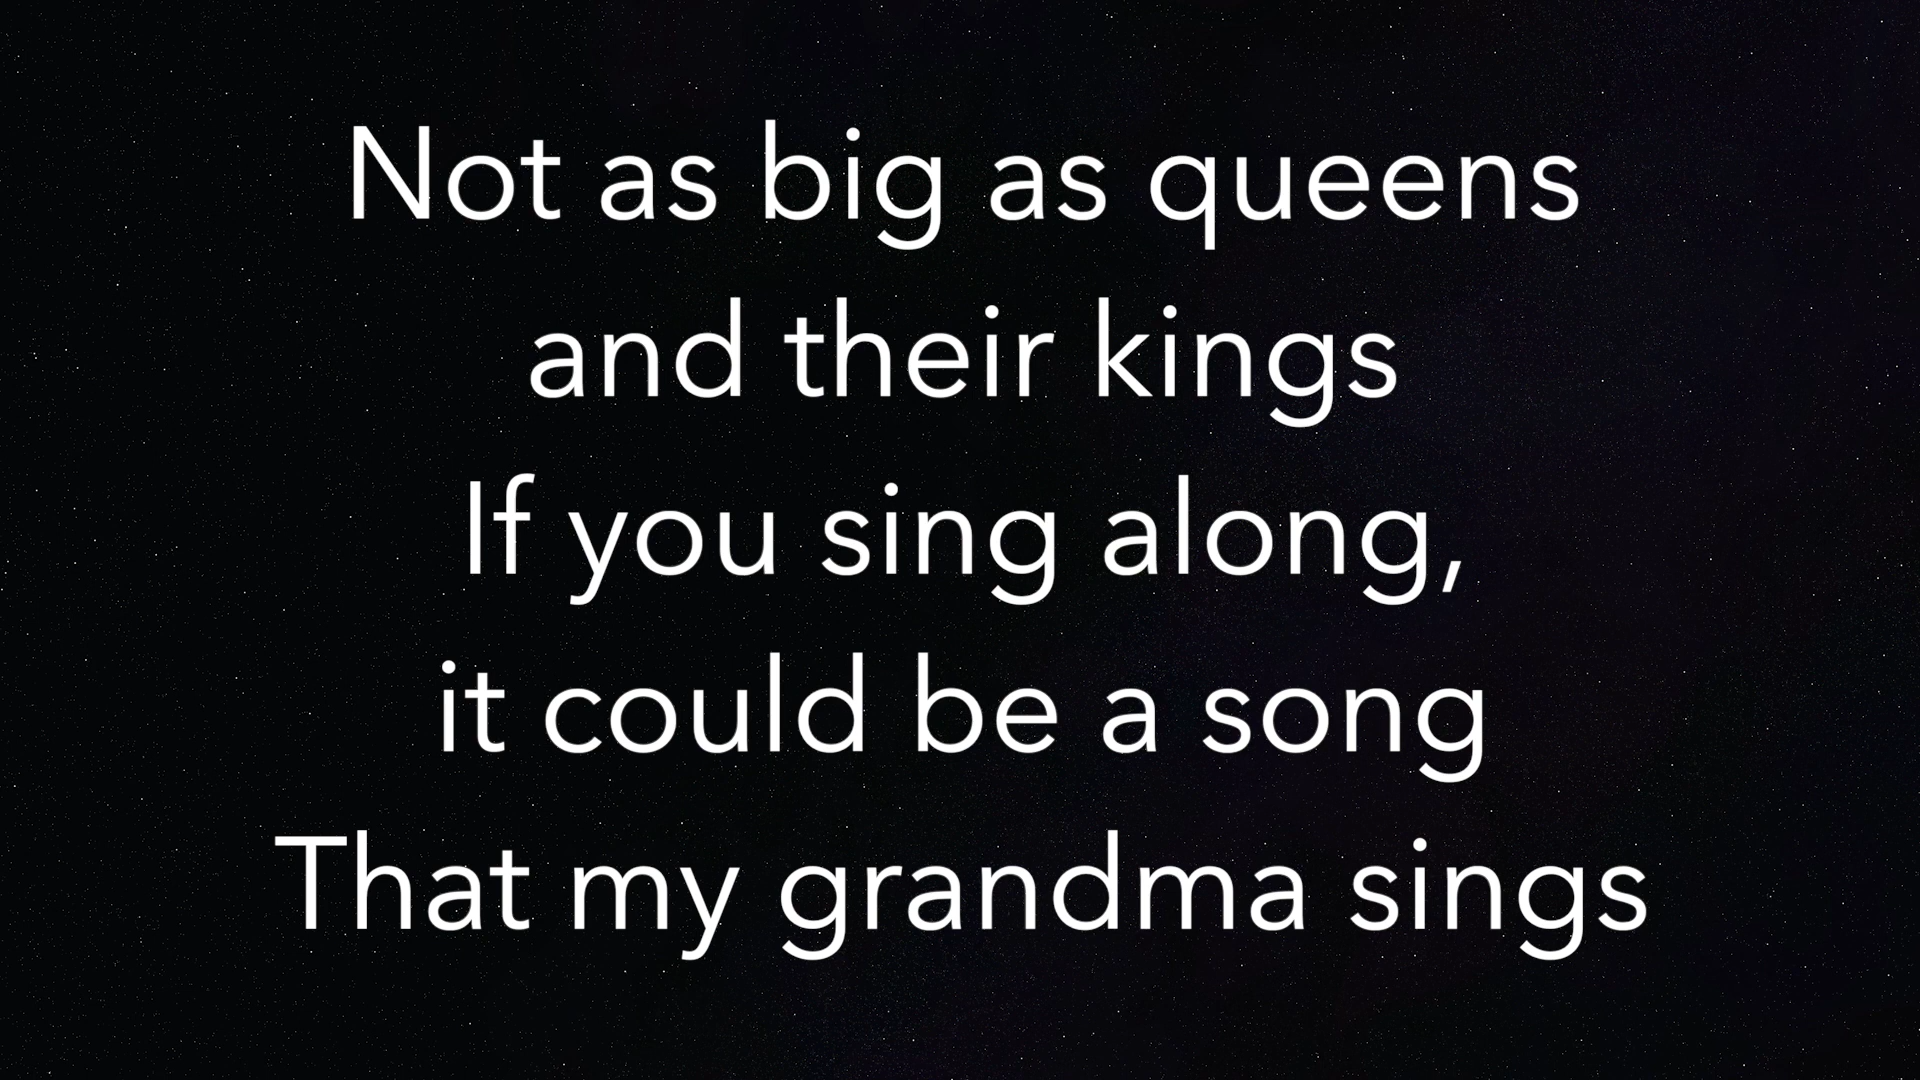 Not as big as queens
and their kings
If you sing along,
it could be a song
That my grandma sings